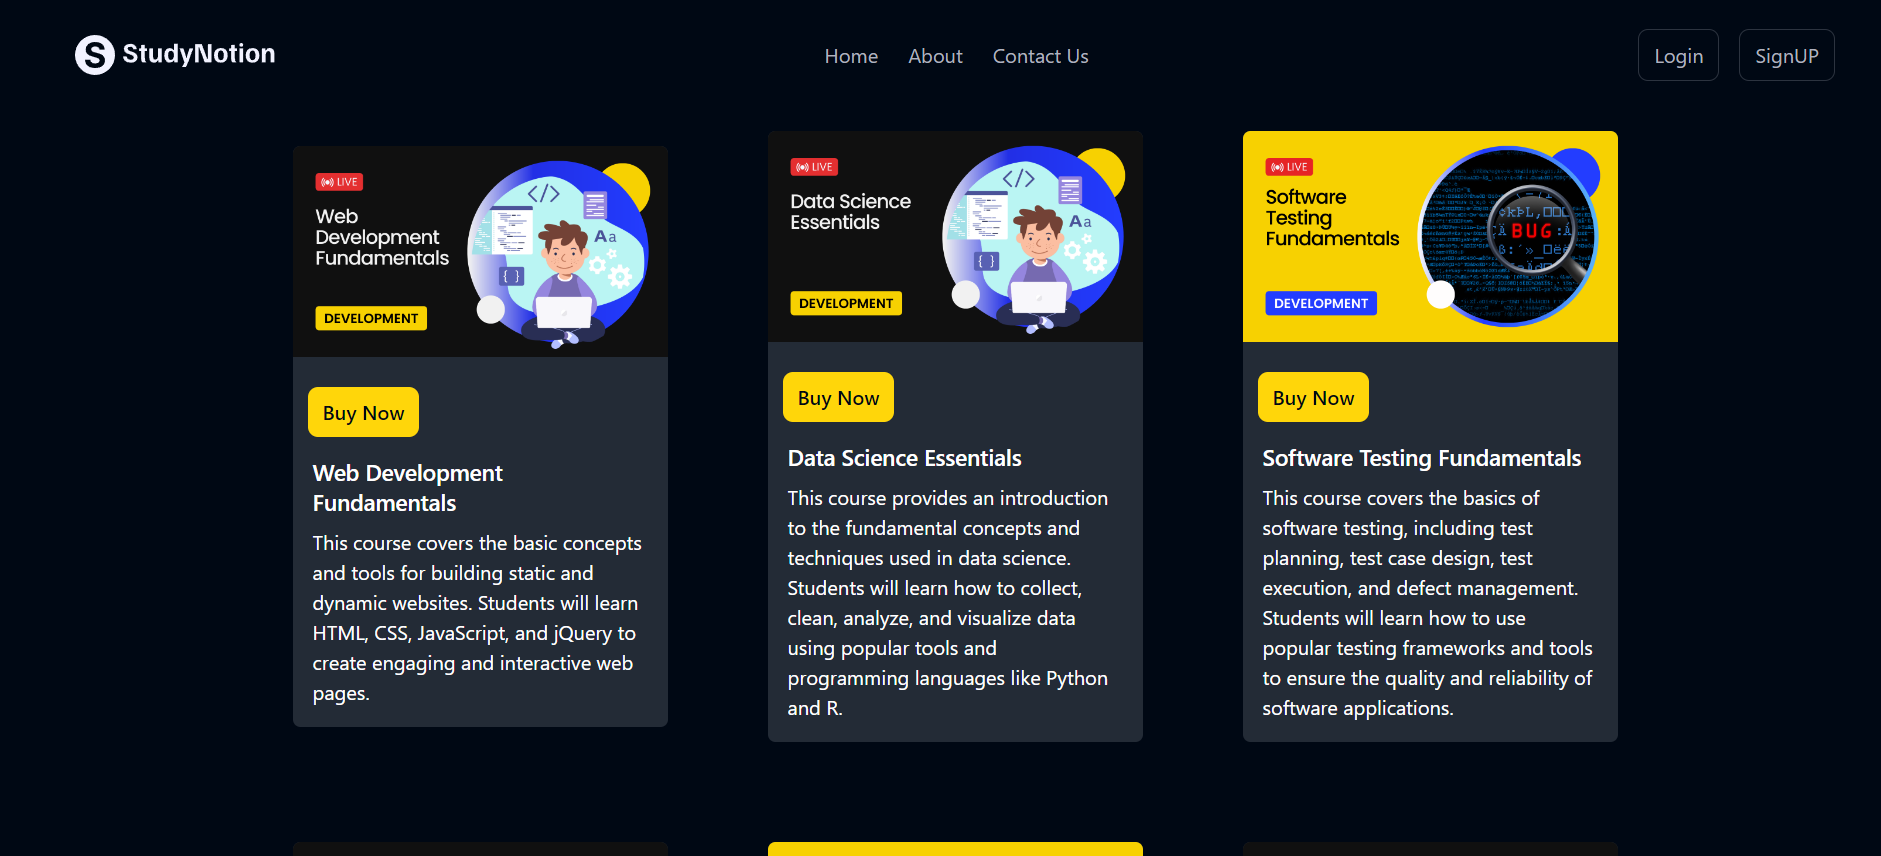 S StudyNotion
Home About Contact Us
Login SignUP
LIVE
Web
Development
Fundamentals
</>
Aa
{ }
DEVELOPMENT
Buy Now
Web Development
Fundamentals
This course covers the basic concepts
and tools for building static and
dynamic websites. Students will learn
HTML, CSS, JavaScript, and jQuery to
create engaging and interactive web
pages.
LIVE
Data Science
Essentials
</>
Aa
{ }
DEVELOPMENT
Buy Now
Data Science Essentials
This course provides an introduction
to the fundamental concepts and
techniques used in data science.
Students will learn how to collect,
clean, analyze, and visualize data
using popular tools and
programming languages like Python
and R.
LIVE
Software
Testing
Fundamentals
BUG
DEVELOPMENT
Buy Now
Software Testing Fundamentals
This course covers the basics of
software testing, including test
planning, test case design, test
execution, and defect management.
Students will learn how to use
popular testing frameworks and tools
to ensure the quality and reliability of
software applications.